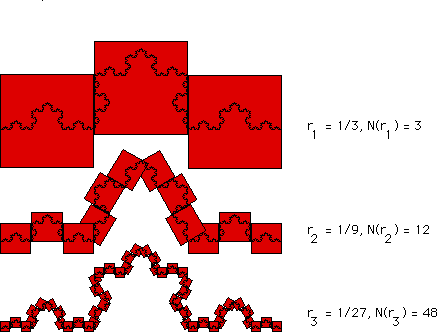 r₁ = 1/3, N(r₁) = 3
r₂ = 1/9, N(r₂) = 12
r₃ = 1/27, N(r₃) = 48